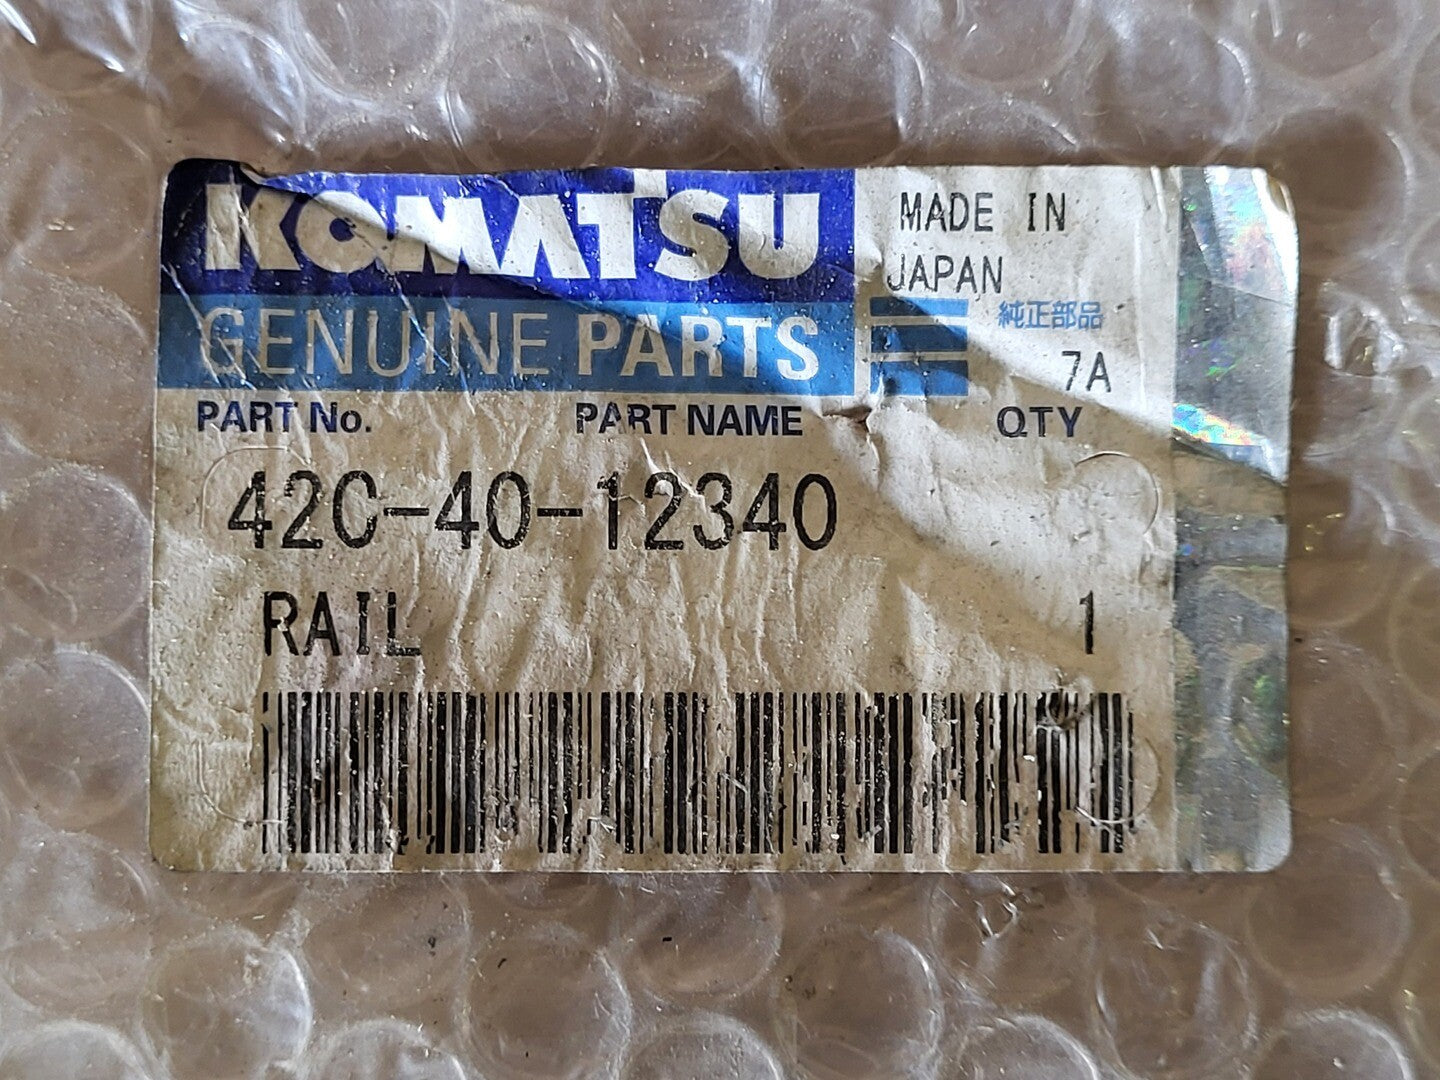 KOMATSU
GENUINE PARTS
MADE IN
JAPAN
純正部品
7A
PART No. PART NAME QTY
42C-40-12340
RAIL 1